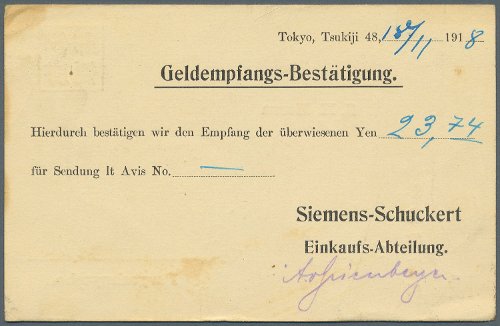 Tokyo, Tsukiji 48, 18/11 1918
Geldempfangs-Bestätigung.
Hierdurch bestätigen wir den Empfang der überwiesenen Yen 23,74
für Sendung lt Avis No. —
Siemens-Schuckert
Einkaufs-Abteilung.